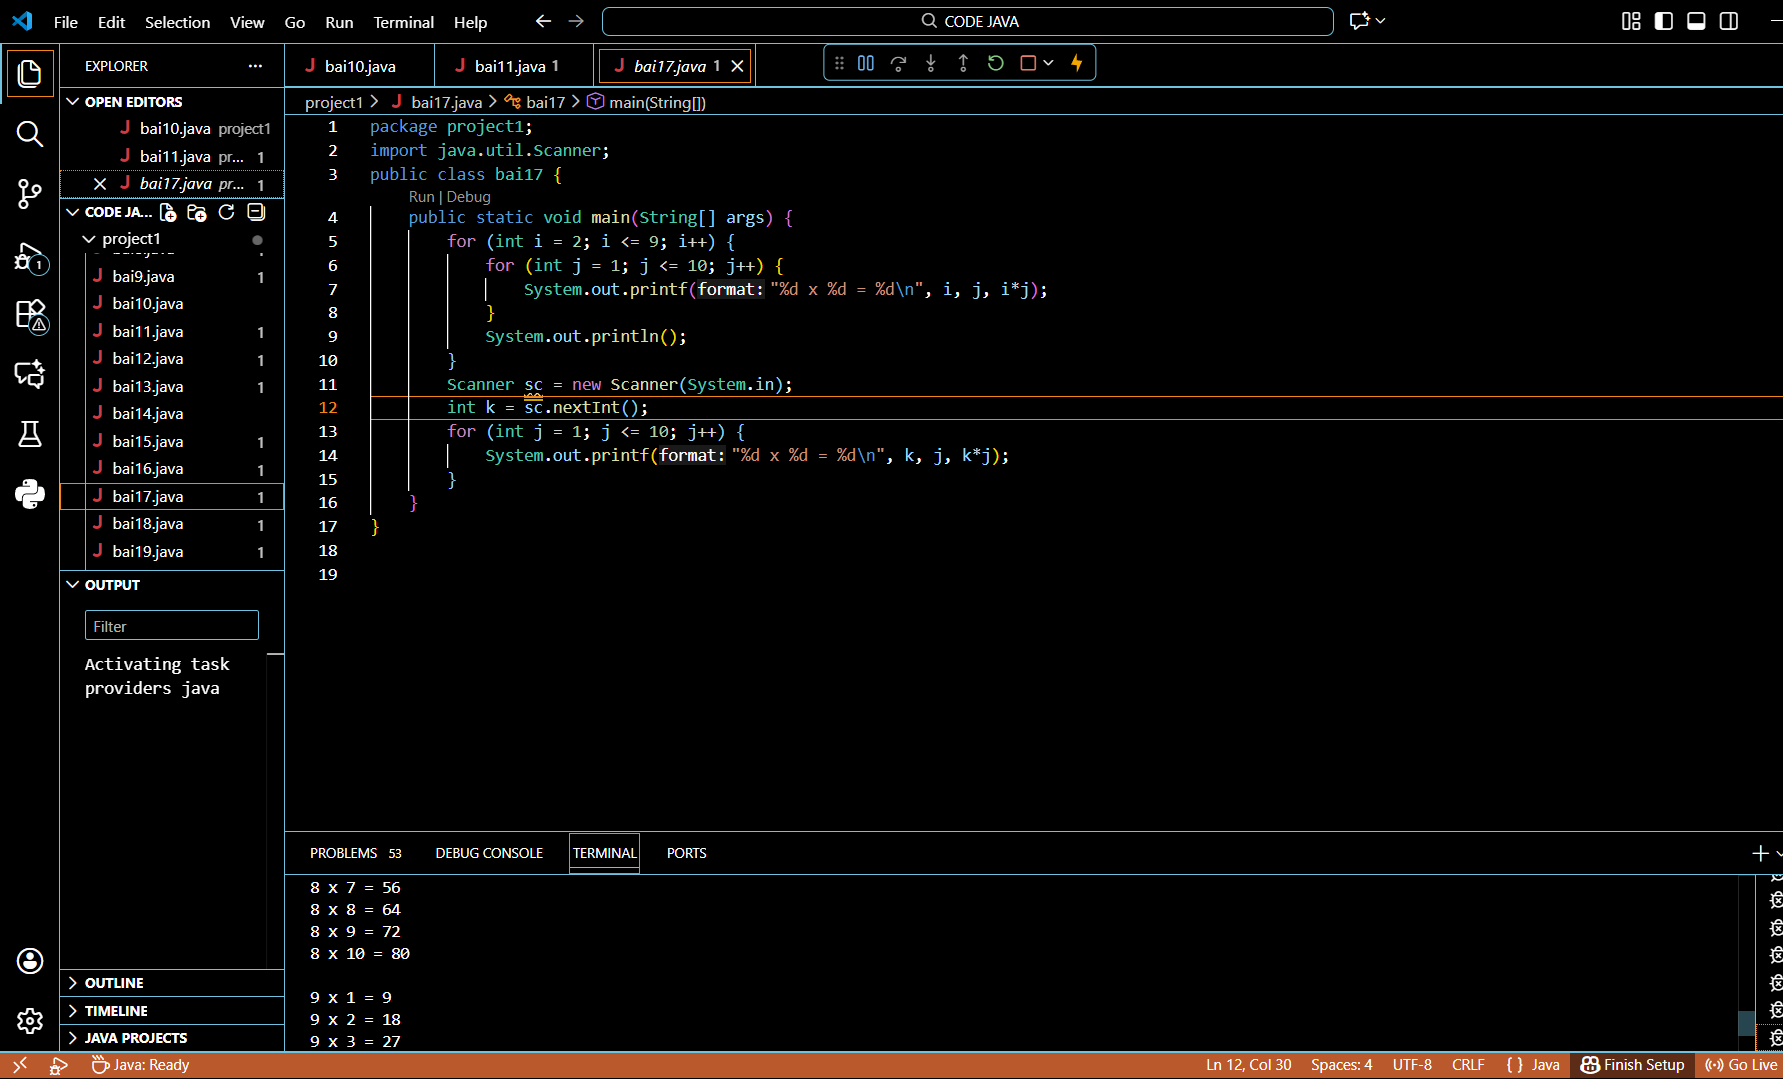 File Edit Selection View Go Run Terminal Help
CODE JAVA
EXPLORER
OPEN EDITORS
bai10.java project1
bai11.java pr... 1
bai17.java pr... 1
CODE JA...
project1
bai9.java 1
bai10.java
bai11.java 1
bai12.java 1
bai13.java 1
bai14.java
bai15.java 1
bai16.java 1
bai17.java 1
bai18.java 1
bai19.java 1
OUTPUT
Filter
Activating task
providers java
OUTLINE
TIMELINE
JAVA PROJECTS
bai10.java
bai11.java 1
bai17.java 1
project1 > bai17.java > bai17 > main(String[])
1 package project1;
2 import java.util.Scanner;
3 public class bai17 {
Run | Debug
4 public static void main(String[] args) {
5 for (int i = 2; i <= 9; i++) {
6 for (int j = 1; j <= 10; j++) {
7 System.out.printf(format:"%d x %d = %d\n", i, j, i*j);
8 }
9 System.out.println();
10 }
11 Scanner sc = new Scanner(System.in);
12 int k = sc.nextInt();
13 for (int j = 1; j <= 10; j++) {
14 System.out.printf(format:"%d x %d = %d\n", k, j, k*j);
15 }
16 }
17 }
18
19
PROBLEMS 53 DEBUG CONSOLE TERMINAL PORTS
8 x 7 = 56
8 x 8 = 64
8 x 9 = 72
8 x 10 = 80
9 x 1 = 9
9 x 2 = 18
9 x 3 = 27
Java: Ready
Ln 12, Col 30 Spaces: 4 UTF-8 CRLF { } Java Finish Setup Go Live